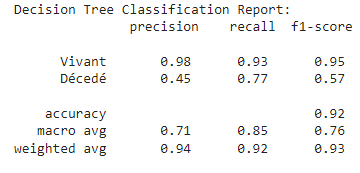 Decision Tree Classification Report:
precision recall f1-score
Vivant 0.98 0.93 0.95
Décedé 0.45 0.77 0.57
accuracy 0.92
macro avg 0.71 0.85 0.76
weighted avg 0.94 0.92 0.93